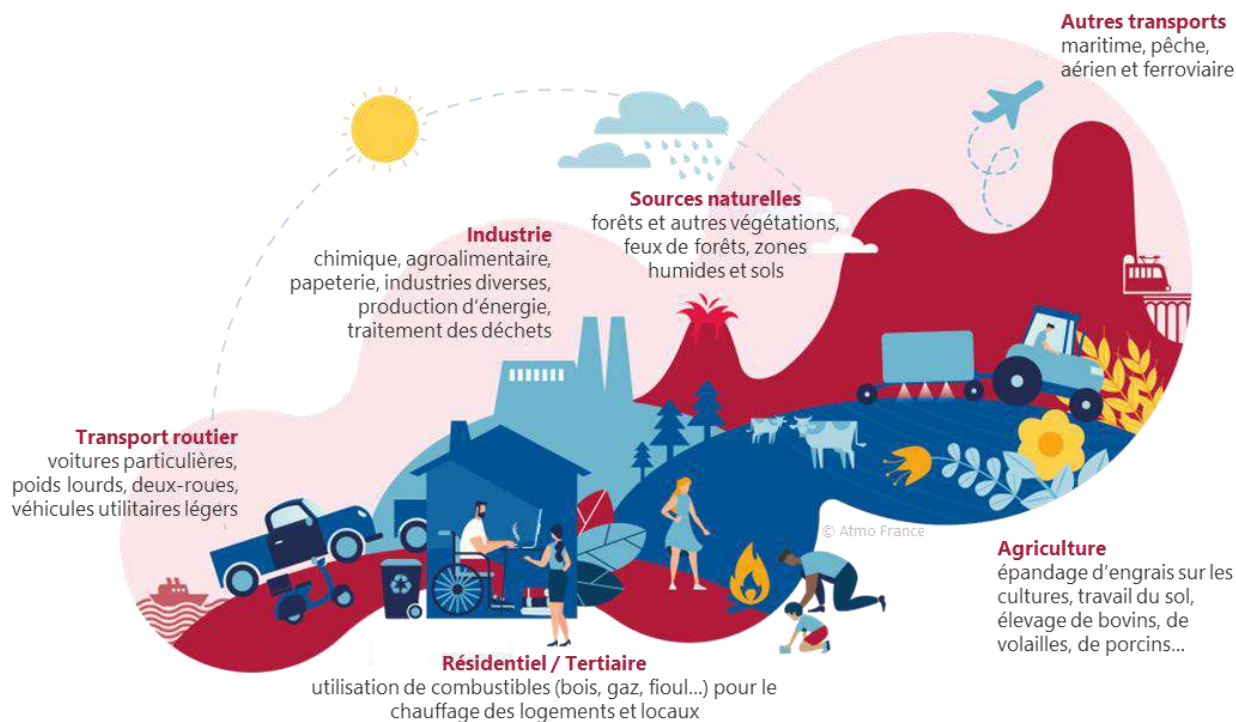 Autres transports
maritime, pêche,
aérien et ferroviaire
Sources naturelles
forêts et autres végétations,
feux de forêts, zones
humides et sols
Industrie
chimique, agroalimentaire,
papeterie, industries diverses,
production d'énergie,
traitement des déchets
Transport routier
voitures particulières,
poids lourds, deux-roues,
véhicules utilitaires légers
© Atmo France
Agriculture
épandage d'engrais sur les
cultures, travail du sol,
élevage de bovins, de
volailles, de porcins...
Résidentiel / Tertiaire
utilisation de combustibles (bois, gaz, fioul...) pour le
chauffage des logements et locaux